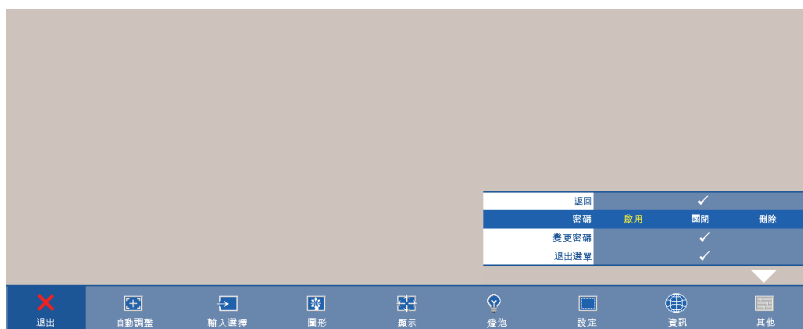 返回
密碼 啟用 關閉 刪除
變更密碼
退出選單
退出 自動調整 輸入選擇 圖形 顯示 燈泡 設定 資訊 其他